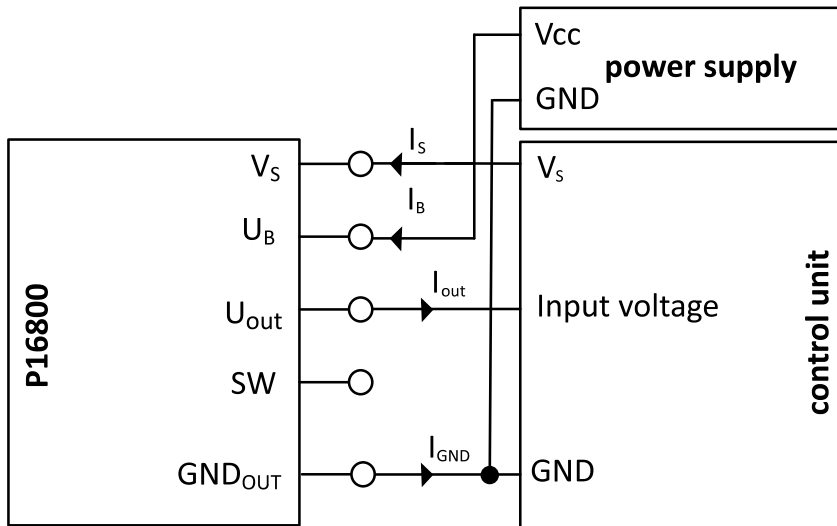 Vcc
power supply
GND
I_S
V_S
V_S
I_B
U_B
I_out
U_out
Input voltage
P16800
control unit
SW
I_GND
GND_OUT
GND